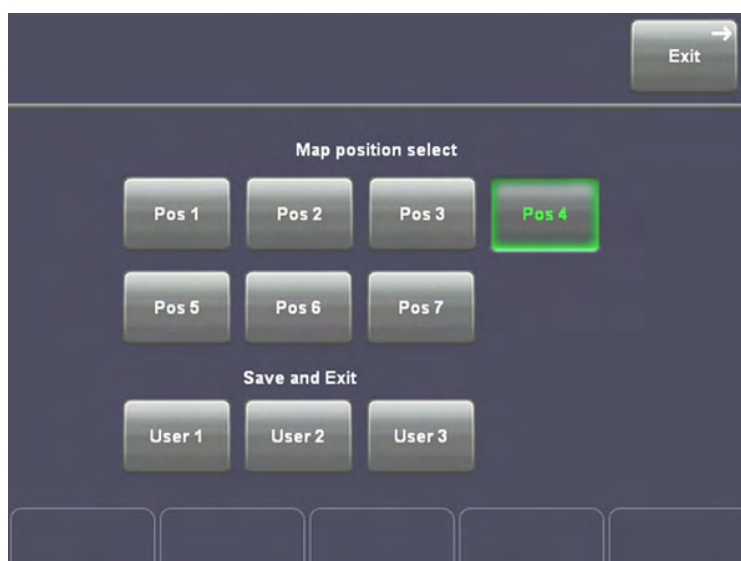 Exit
Map position select
Pos 1 Pos 2 Pos 3 Pos 4
Pos 5 Pos 6 Pos 7
Save and Exit
User 1 User 2 User 3